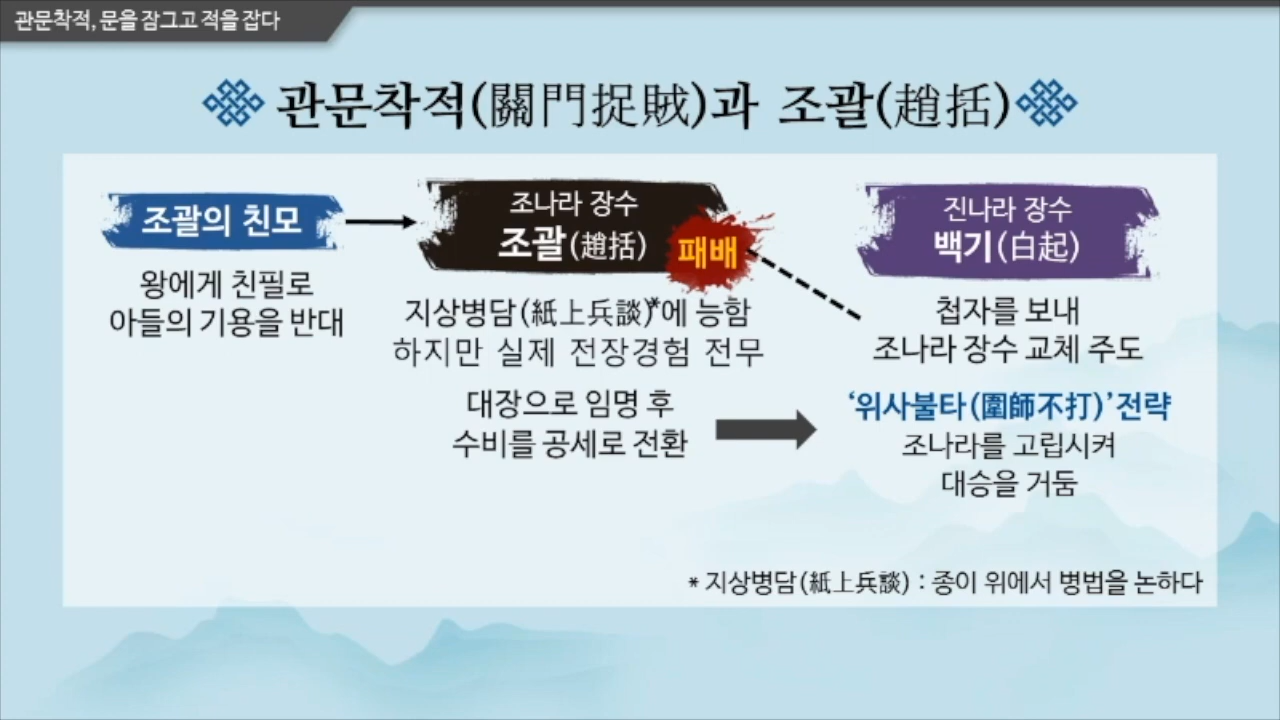 관문착적, 문을 잠그고 적을 잡다
관문착적(關門捉賊)과 조괄(趙括)
조괄의 친모
왕에게 친필로
아들의 기용을 반대
조나라 장수
조괄(趙括)
패배
지상병담(紙上兵談)*에 능함
하지만 실제 전장경험 전무
대장으로 임명 후
수비를 공세로 전환
진나라 장수
백기(白起)
첩자를 보내
조나라 장수 교체 주도
‘위사불타(圍師不打)’전략
조나라를 고립시켜
대승을 거둠
* 지상병담(紙上兵談) : 종이 위에서 병법을 논하다